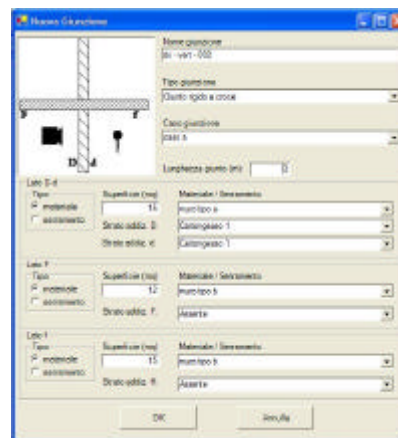 Nuova Giunzione
Nome giunzione
Tipo giunzione
Giunto rigido a croce
Caso giunzione
caso a
Lunghezza giunto (m):
F f
D d
Lato D-d
Tipo Superficie (mq) Materiale / Serramento
materiale muro tipo a
serramento Strato addiz. D: Cartongesso 1
Strato addiz. d: Cartongesso 1
Lato F
Tipo Superficie (mq) Materiale / Serramento
materiale 12 muro tipo b
serramento
Strato addiz. F: Assente
Lato f
Tipo Superficie (mq) Materiale / Serramento
materiale 15 muro tipo b
serramento
Strato addiz. Assente
OK Annulla